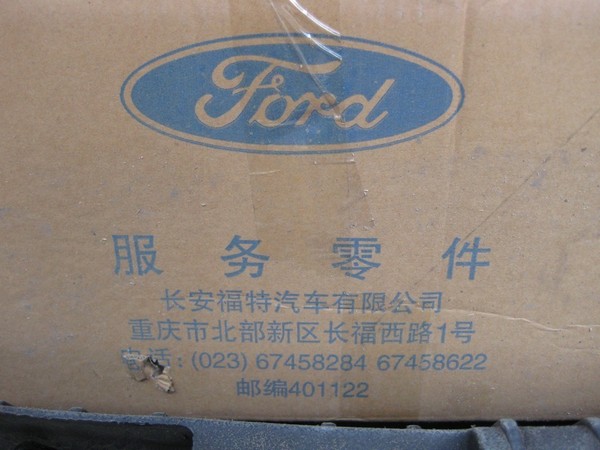 Ford
服务零件
长安福特汽车有限公司
重庆市北部新区长福西路1号
电话:(023) 67458284 67458622
邮编401122